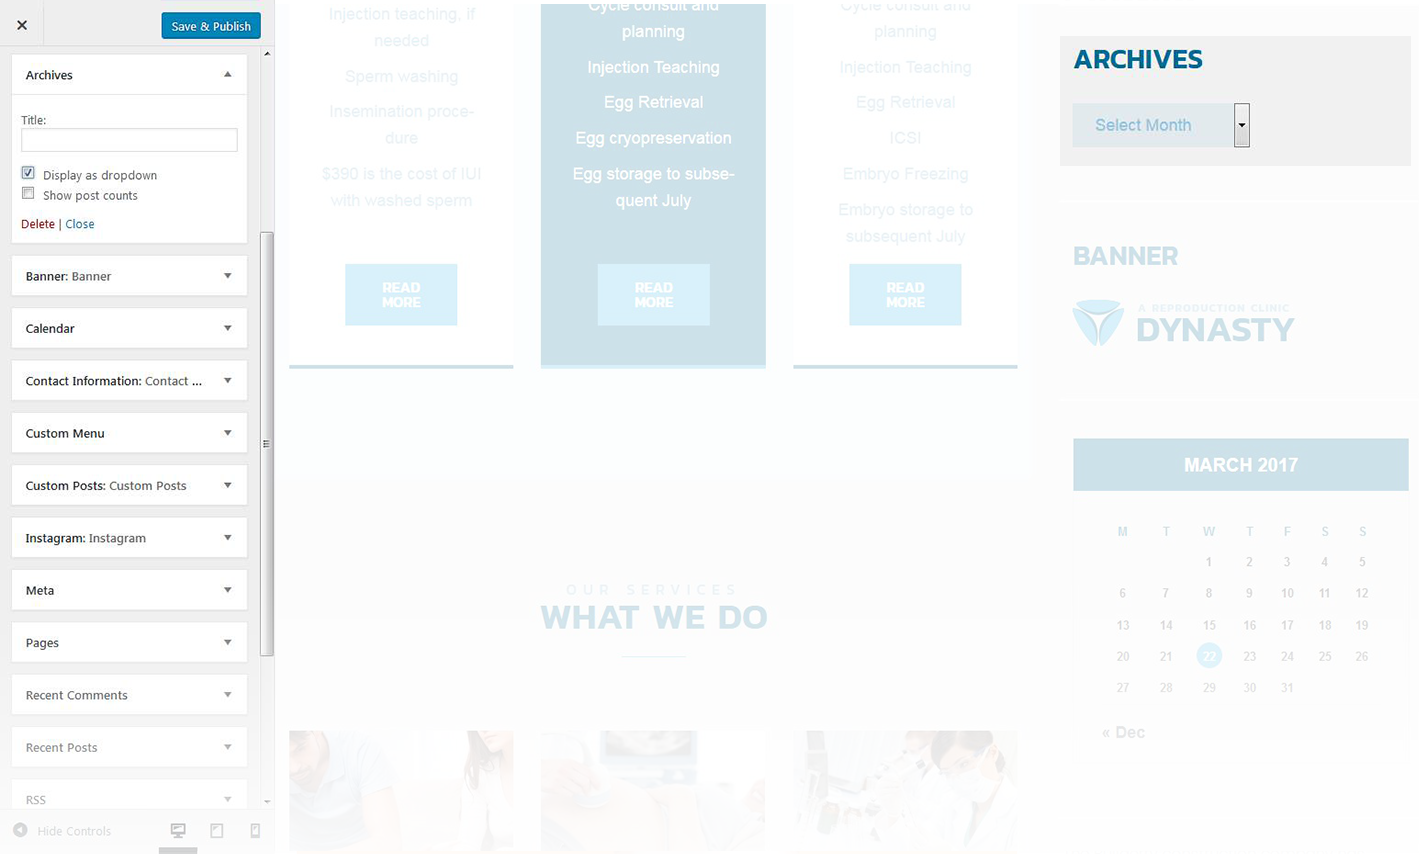 Save & Publish
Archives
Title:
Display as dropdown
Show post counts
Delete | Close
Banner: Banner
Calendar
Contact Information: Contact ...
Custom Menu
Custom Posts: Custom Posts
Instagram: Instagram
Meta
Pages
Recent Comments
Recent Posts
RSS
Hide Controls
Injection teaching, if
needed
Sperm washing
Insemination proce-
dure
$390 is the cost of IUI
with washed sperm
READ
MORE
Cycle consult and
planning
Injection Teaching
Egg Retrieval
Egg cryopreservation
Egg storage to subse-
quent July
READ
MORE
Cycle consult and
planning
Injection Teaching
Egg Retrieval
ICSI
Embryo Freezing
Embryo storage to
subsequent July
READ
MORE
OUR SERVICES
WHAT WE DO
ARCHIVES
Select Month
BANNER
A REPRODUCTION CLINIC
DYNASTY
MARCH 2017
M T W T F S S
1 2 3 4 5
6 7 8 9 10 11 12
13 14 15 16 17 18 19
20 21 22 23 24 25 26
27 28 29 30 31
« Dec